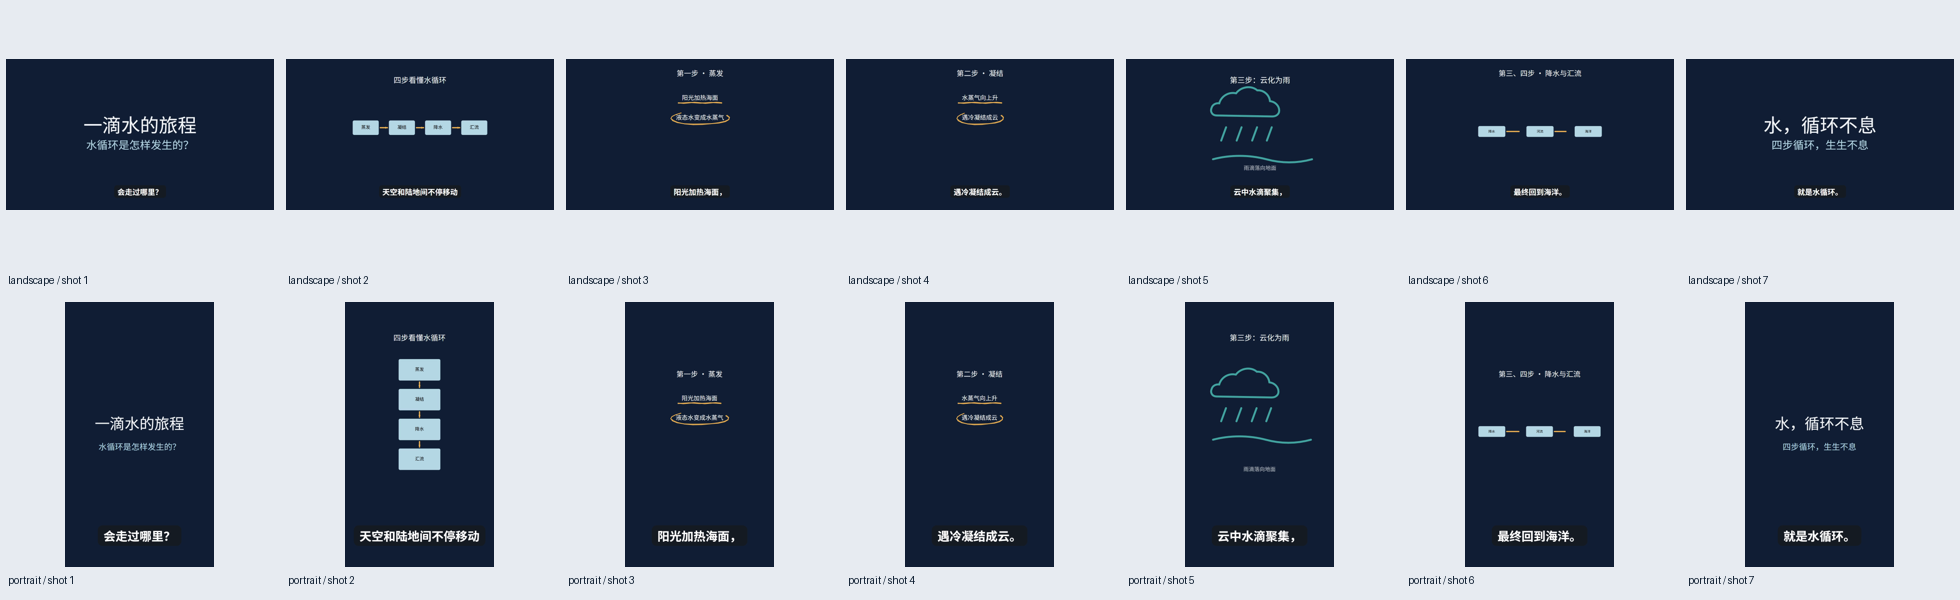 一滴水的旅程
水循环是怎样发生的？
会走过哪里？
landscape / shot 1
四步看懂水循环
蒸发
凝结
降水
汇流
天空和陆地间不停移动
landscape / shot 2
第一步 · 蒸发
阳光加热海面
液态水变成水蒸气
阳光加热海面，
landscape / shot 3
第二步 · 凝结
水蒸气向上升
遇冷凝结成云
遇冷凝结成云。
landscape / shot 4
第三步：云化为雨
雨滴落向地面
云中水滴聚集，
landscape / shot 5
第三、四步 · 降水与汇流
降水
海洋
最终回到海洋。
landscape / shot 6
水，循环不息
四步循环，生生不息
就是水循环。
landscape / shot 7
一滴水的旅程
水循环是怎样发生的？
会走过哪里？
portrait / shot 1
四步看懂水循环
蒸发
凝结
降水
汇流
天空和陆地间不停移动
portrait / shot 2
第一步 · 蒸发
阳光加热海面
液态水变成水蒸气
阳光加热海面，
portrait / shot 3
第二步 · 凝结
水蒸气向上升
遇冷凝结成云
遇冷凝结成云。
portrait / shot 4
第三步：云化为雨
雨滴落向地面
云中水滴聚集，
portrait / shot 5
第三、四步 · 降水与汇流
降水
海洋
最终回到海洋。
portrait / shot 6
水，循环不息
四步循环，生生不息
就是水循环。
portrait / shot 7